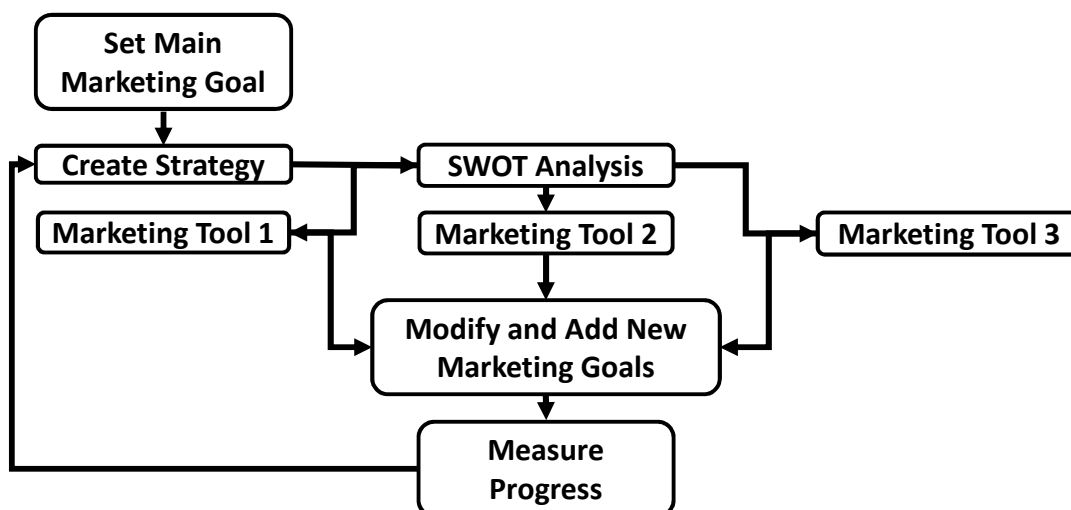 Set Main
Marketing Goal
Create Strategy
SWOT Analysis
Marketing Tool 1
Marketing Tool 2
Marketing Tool 3
Modify and Add New
Marketing Goals
Measure
Progress